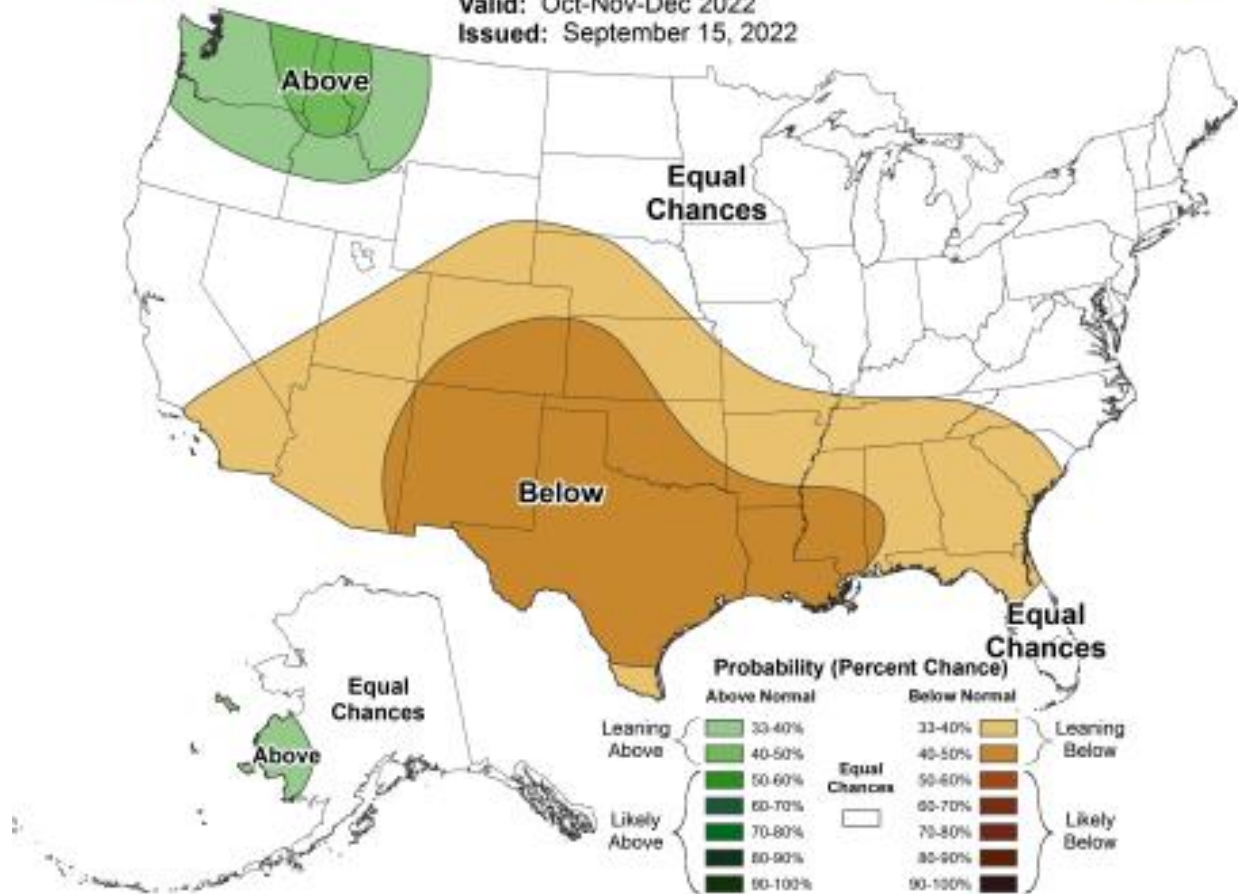 Valid: Oct-Nov-Dec 2022
Issued: September 15, 2022
Above
Equal
Chances
Below
Equal
Chances
Equal
Chances
Above
Probability (Percent Chance)
Above Normal
Below Normal
Leaning
Above
33-40%
40-50%
Likely
Above
50-60%
60-70%
70-80%
80-90%
90-100%
Equal
Chances
33-40%
40-50%
Leaning
Below
50-60%
60-70%
70-80%
80-90%
90-100%
Likely
Below